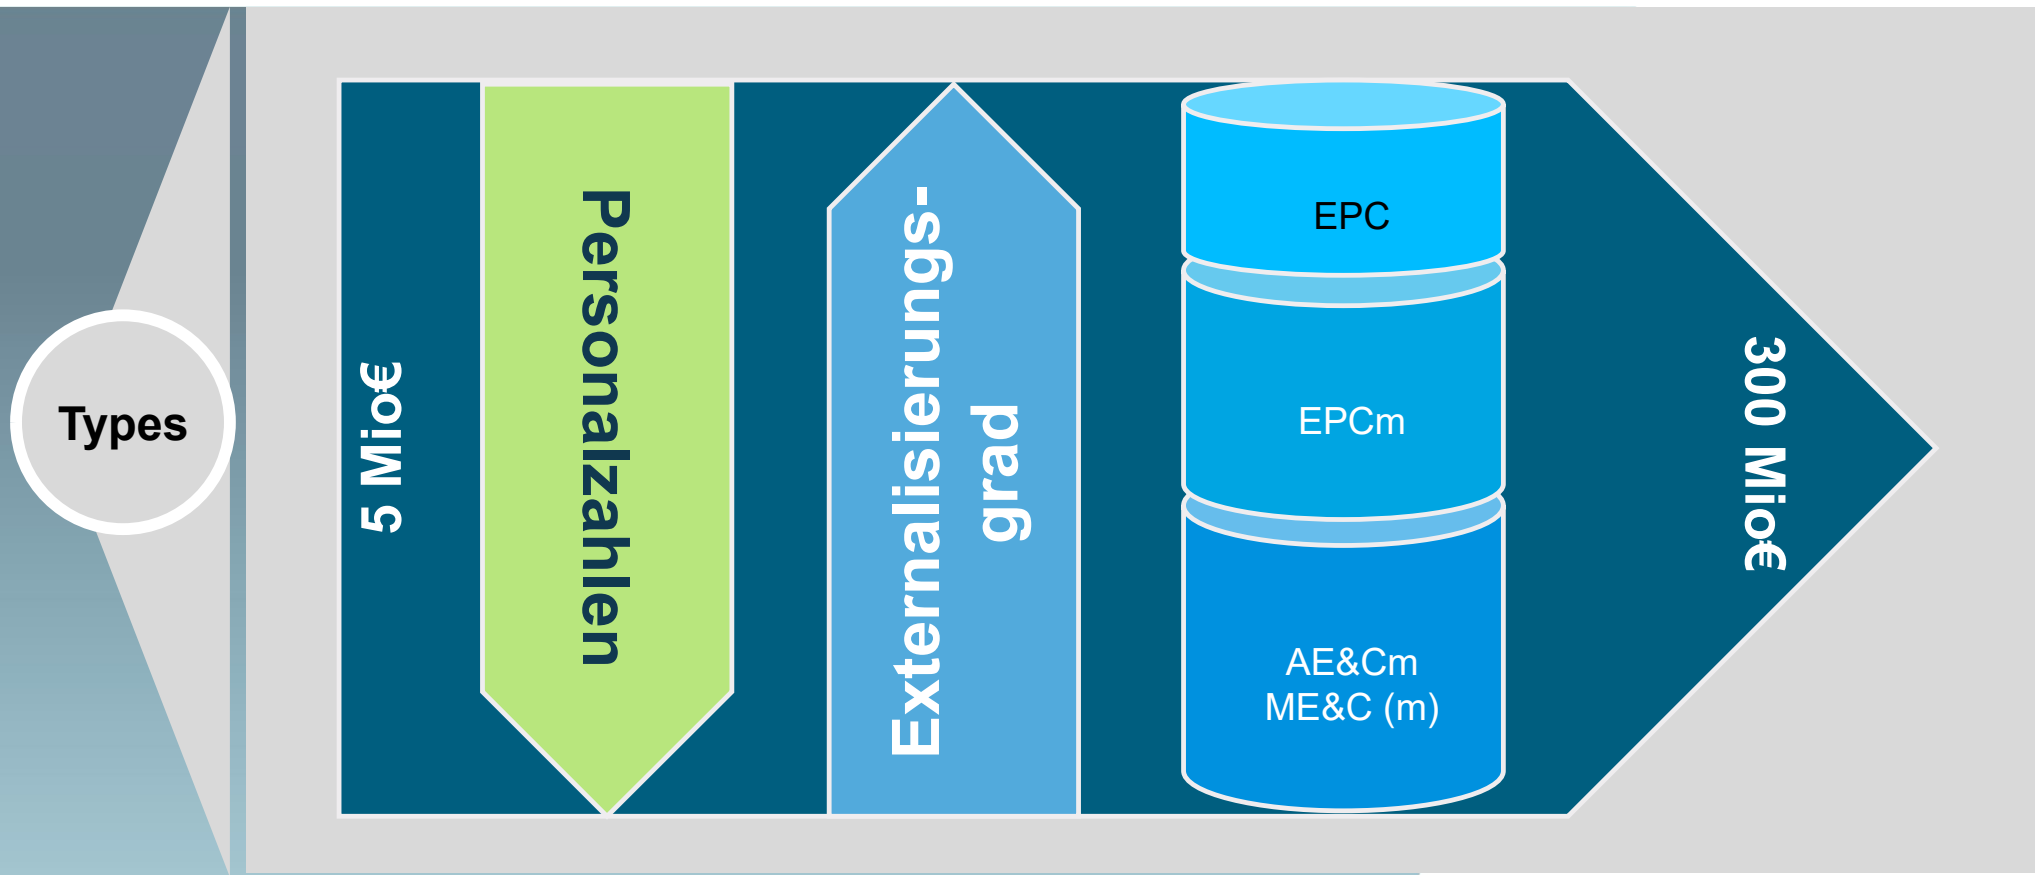 Types
5 Mio€
Personalzahlen
Externalisierungs-
grad
EPC
EPCm
AE&Cm
ME&C (m)
300 Mio€